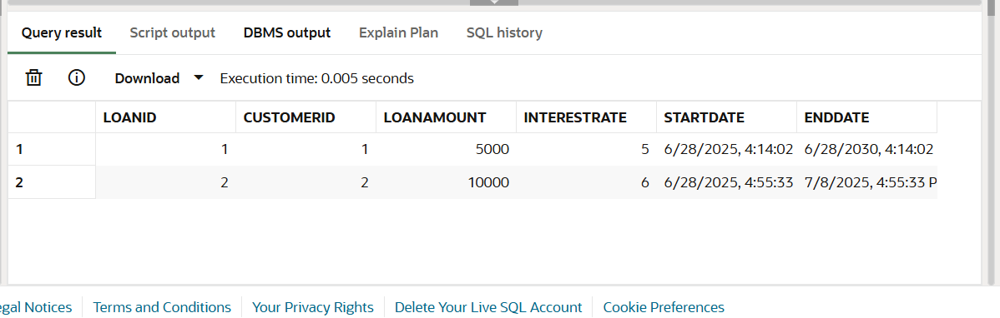 Query result Script output DBMS output Explain Plan SQL history
Download Execution time: 0.005 seconds
LOANID CUSTOMERID LOANAMOUNT INTERESTRATE STARTDATE ENDDATE
1 1 1 5000 5 6/28/2025, 4:14:02 6/28/2030, 4:14:02
2 2 2 10000 6 6/28/2025, 4:55:33 7/8/2025, 4:55:33 P
egal Notices Terms and Conditions Your Privacy Rights Delete Your Live SQL Account Cookie Preferences